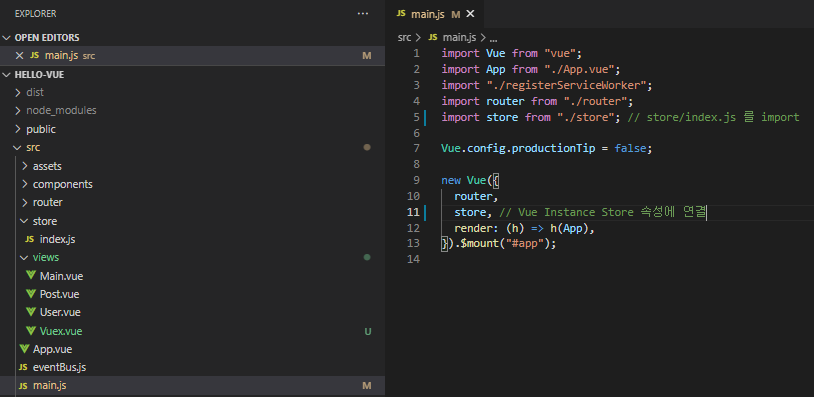 EXPLORER
...
OPEN EDITORS
JS main.js src M
HELLO-VUE
dist
node_modules
public
src
assets
components
router
store
JS index.js
views
Main.vue
Post.vue
User.vue
Vuex.vue U
App.vue
JS eventBus.js
JS main.js M
JS main.js M
src > JS main.js > ...
1 import Vue from "vue";
2 import App from "./App.vue";
3 import "./registerServiceWorker";
4 import router from "./router";
5 import store from "./store"; // store/index.js 를 import
6
7 Vue.config.productionTip = false;
8
9 new Vue({
10 router,
11 store, // Vue Instance Store 속성에 연결
12 render: (h) => h(App),
13 }).$mount("#app");
14